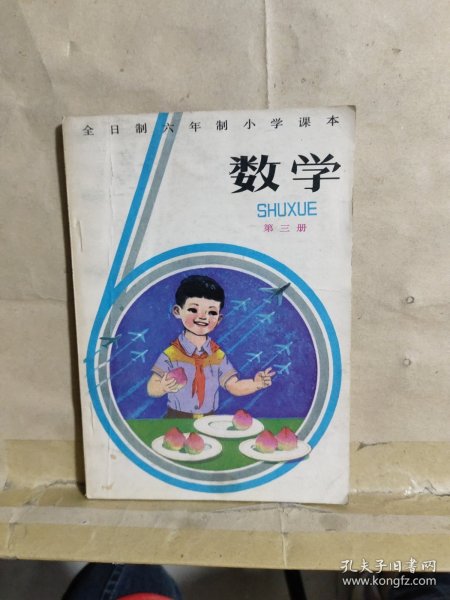 全日制六年制小学课本
数学
SHUXUE
第三册
孔夫子旧书网
www.kongfz.com